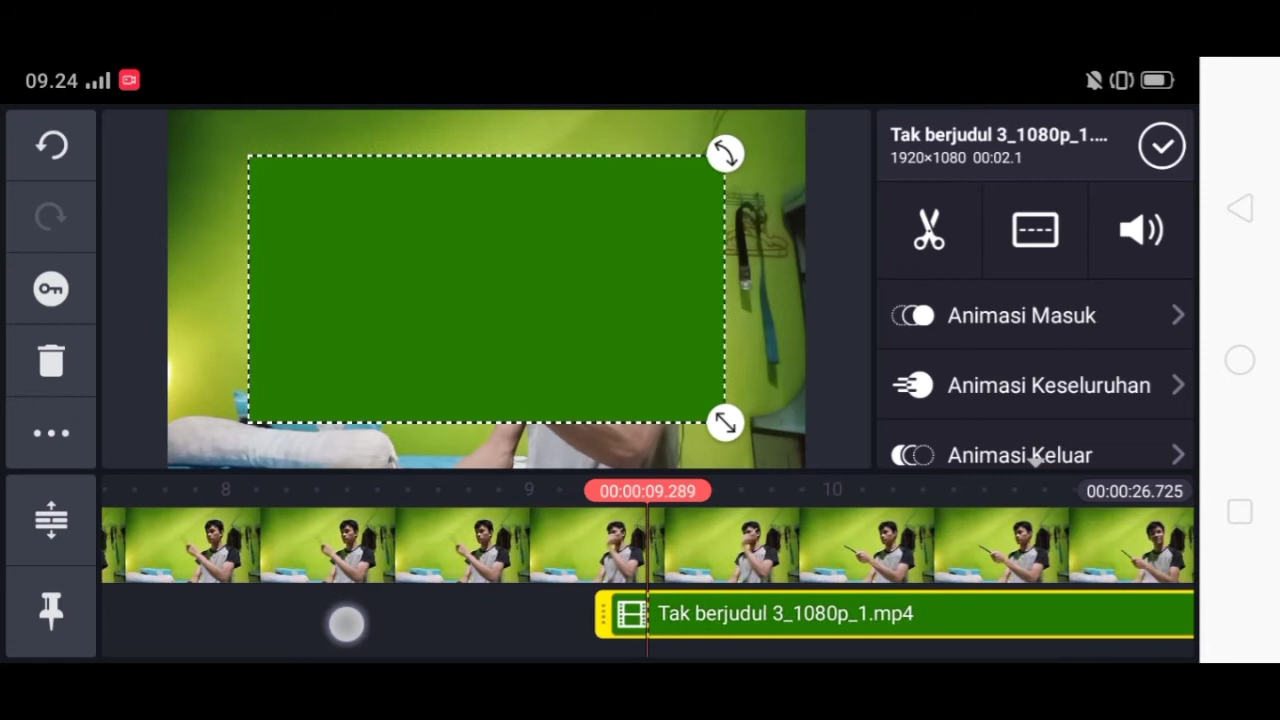 09.24
Tak berjudul 3_1080p_1....
1920×1080 00:02.1
Animasi Masuk
Animasi Keseluruhan
Animasi Keluar
8
9
00:00:09.289
10
00:00:26.725
Tak berjudul 3_1080p_1.mp4